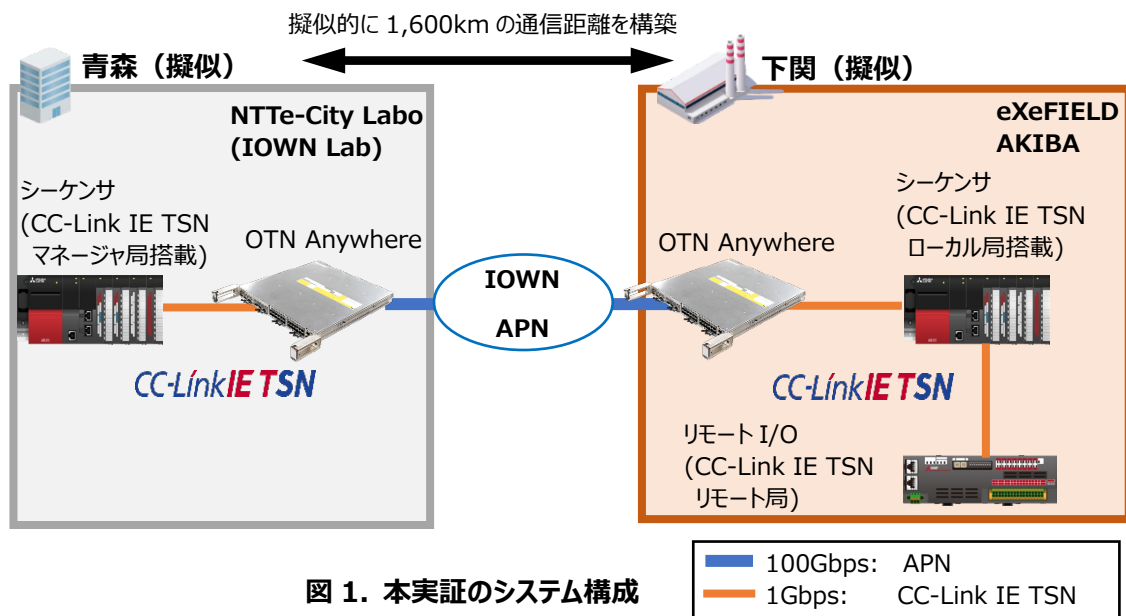 擬似的に 1,600km の通信距離を構築
青森（擬似）
下関（擬似）
NTTe-City Labo
(IOWN Lab)
eXeFIELD
AKIBA
シーケンサ
(CC-Link IE TSN
マネージャ局搭載)
OTN Anywhere
IOWN
APN
OTN Anywhere
シーケンサ
(CC-Link IE TSN
ローカル局搭載)
CC-Link IE TSN
CC-Link IE TSN
リモート I/O
(CC-Link IE TSN
リモート局)
100Gbps: APN
1Gbps: CC-Link IE TSN
図 1. 本実証のシステム構成